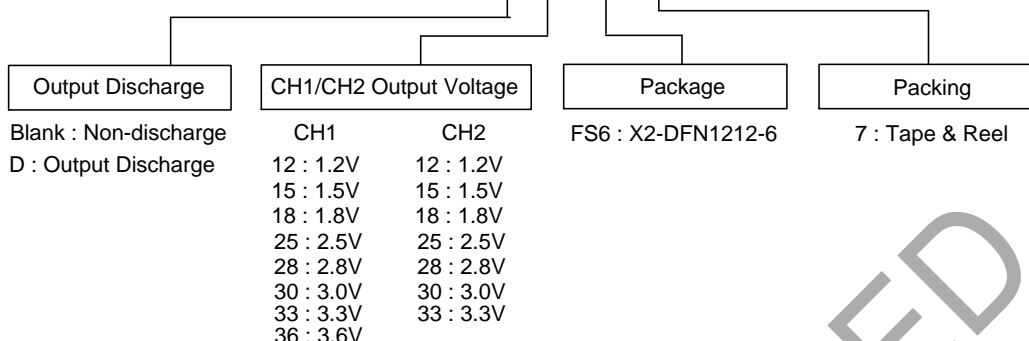 Output Discharge
CH1/CH2 Output Voltage
Package
Packing
Blank : Non-discharge
D : Output Discharge
CH1 CH2
12 : 1.2V 12 : 1.2V
15 : 1.5V 15 : 1.5V
18 : 1.8V 18 : 1.8V
25 : 2.5V 25 : 2.5V
28 : 2.8V 28 : 2.8V
30 : 3.0V 30 : 3.0V
33 : 3.3V 33 : 3.3V
36 : 3.6V
FS6 : X2-DFN1212-6
7 : Tape & Reel
ED